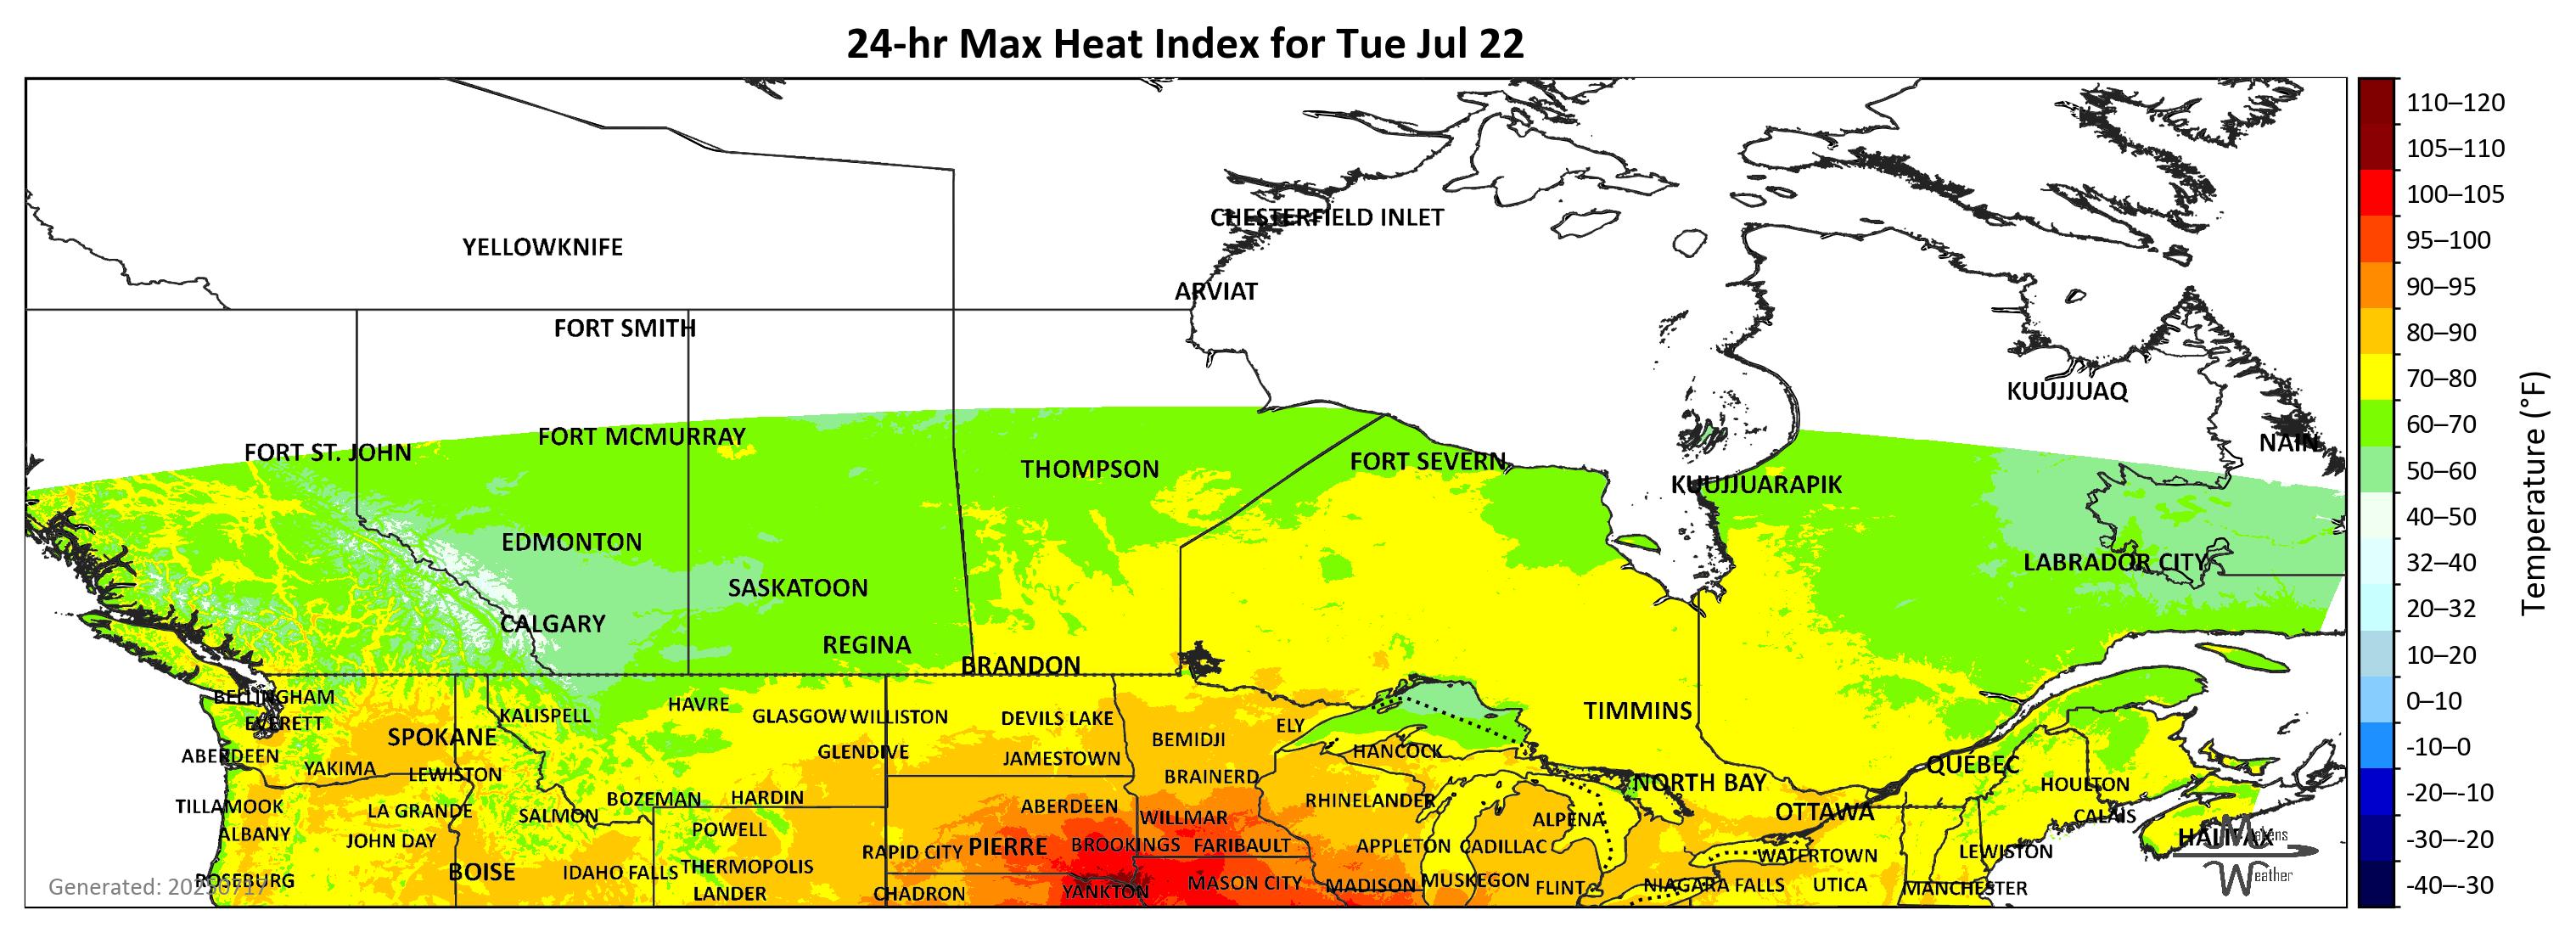 24-hr Max Heat Index for Tue Jul 22
CHESTERFIELD INLET
YELLOWKNIFE
ARVIAT
FORT SMITH
KUUJJUAQ
FORT MCMURRAY
NAIN
FORT ST. JOHN
FORT SEVERN
THOMPSON
KUUJJUARAPIK
EDMONTON
LABRADOR CITY
SASKATOON
CALGARY
REGINA
BRANDON
BELLINGHAM
HAVRE
TIMMINS
KALISPELL
GLASGOW WILLISTON
DEVILS LAKE
EVERETT
ELY
SPOKANE
BEMIDJI
HANCOCK
GLENDIVE
ABERDEEN
JAMESTOWN
QUÉBEC
YAKIMA
LEWISTON
BRAINERD
NORTH BAY
HOULTON
BOZEMAN
HARDIN
RHINELANDER
TILLAMOOK
ABERDEEN
LA GRANDE
SALMON
WILLMAR
ALPENA
OTTAWA
CALAIS
ALBANY
POWELL
JOHN DAY
HALIFAX
PIERRE
BROOKINGS
FARIBAULT
APPLETON
CADILLAC
RAPID CITY
LEWISTON
WATERTOWN
BOISE
IDAHO FALLS
THERMOPOLIS
ROSEBURG
MASON CITY
MADISON
MUSKEGON
FLINT
NIAGARA FALLS
UTICA
MANCHESTER
LANDER
CHADRON
YANKTON
Generated: 20250717
Weather
110–120
105–110
100–105
95–100
90–95
80–90
70–80
60–70
50–60
40–50
32–40
20–32
10–20
0–10
-10–0
-20–-10
-30–-20
-40–-30
Temperature (°F)